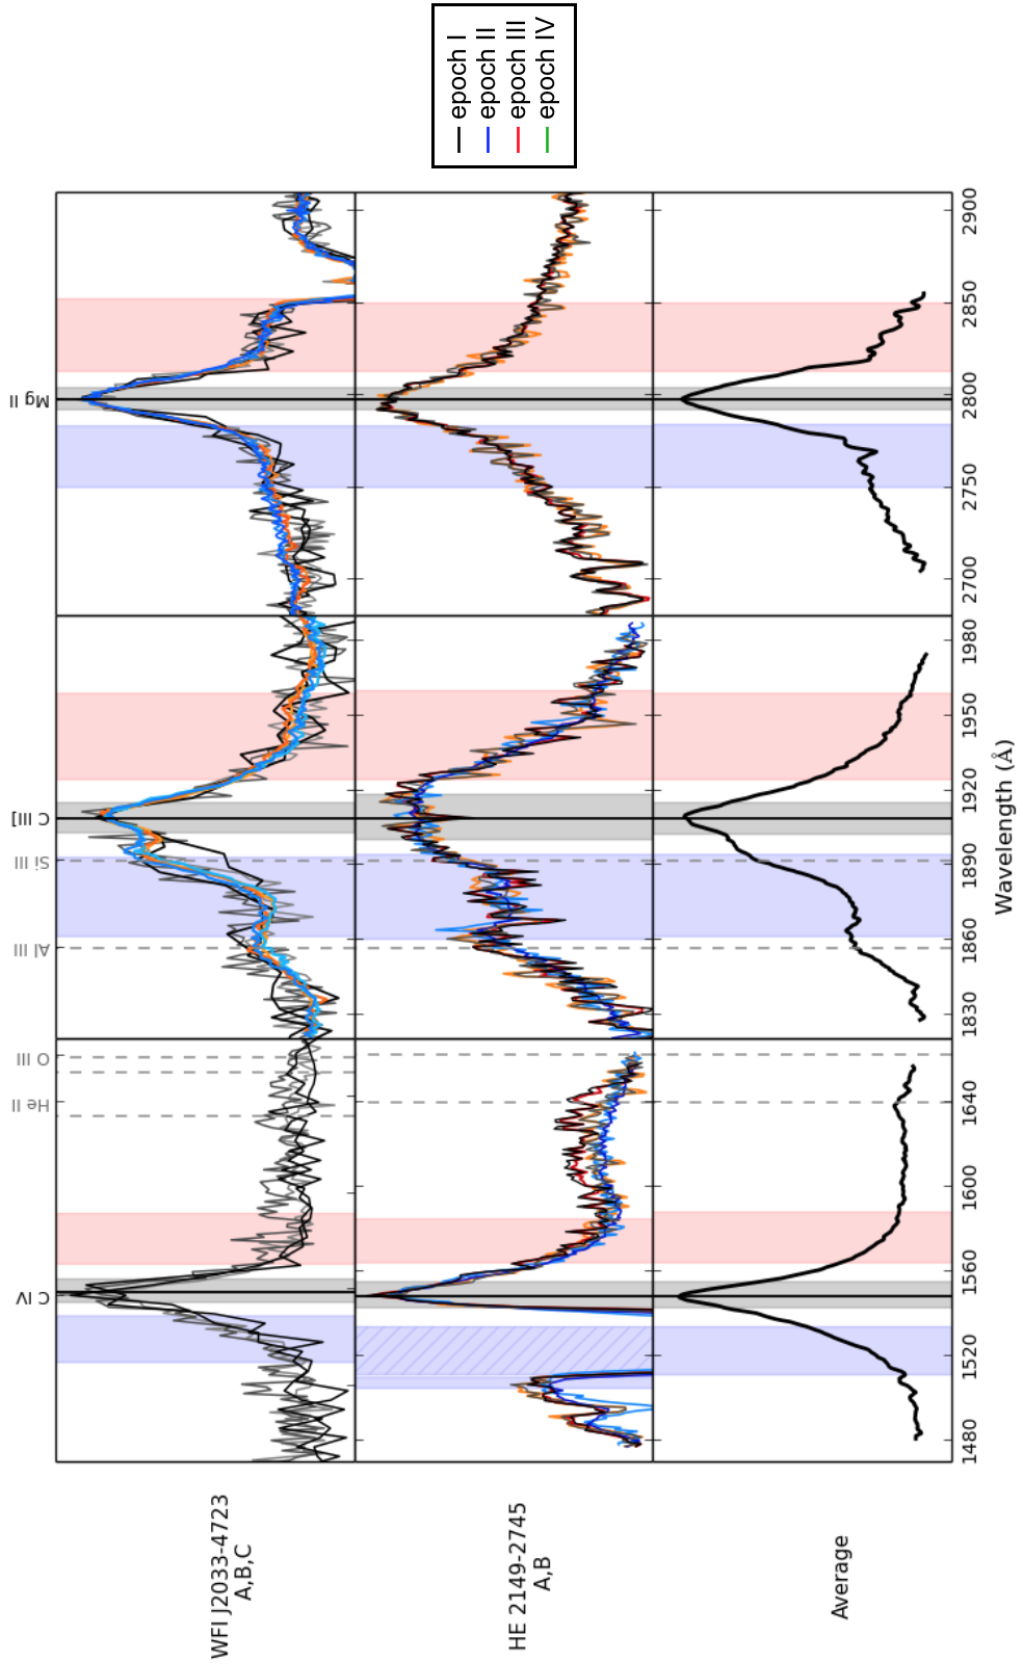 epoch I
epoch II
epoch III
epoch IV
C IV
He II
O III
Al III
Si III
C III]
Mg II
WFI J2033-4723
A,B,C
HE 2149-2745
A,B
Average
1480
1520
1560
1600
1640
1830
1860
1890
1920
1950
1980
2700
2750
2800
2850
2900
Wavelength (Å)